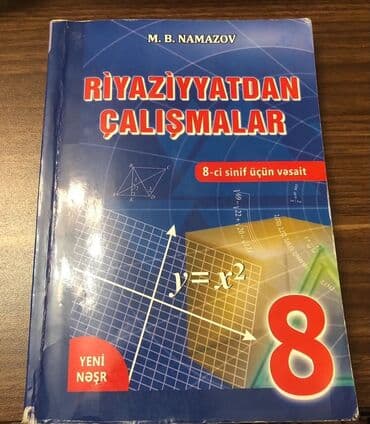 M. B. NAMAZOV
RİYAZİYYATDAN
ÇALIŞMALAR
8-ci sinif üçün vəsait
y=x²
8
YENİ
NƏŞR